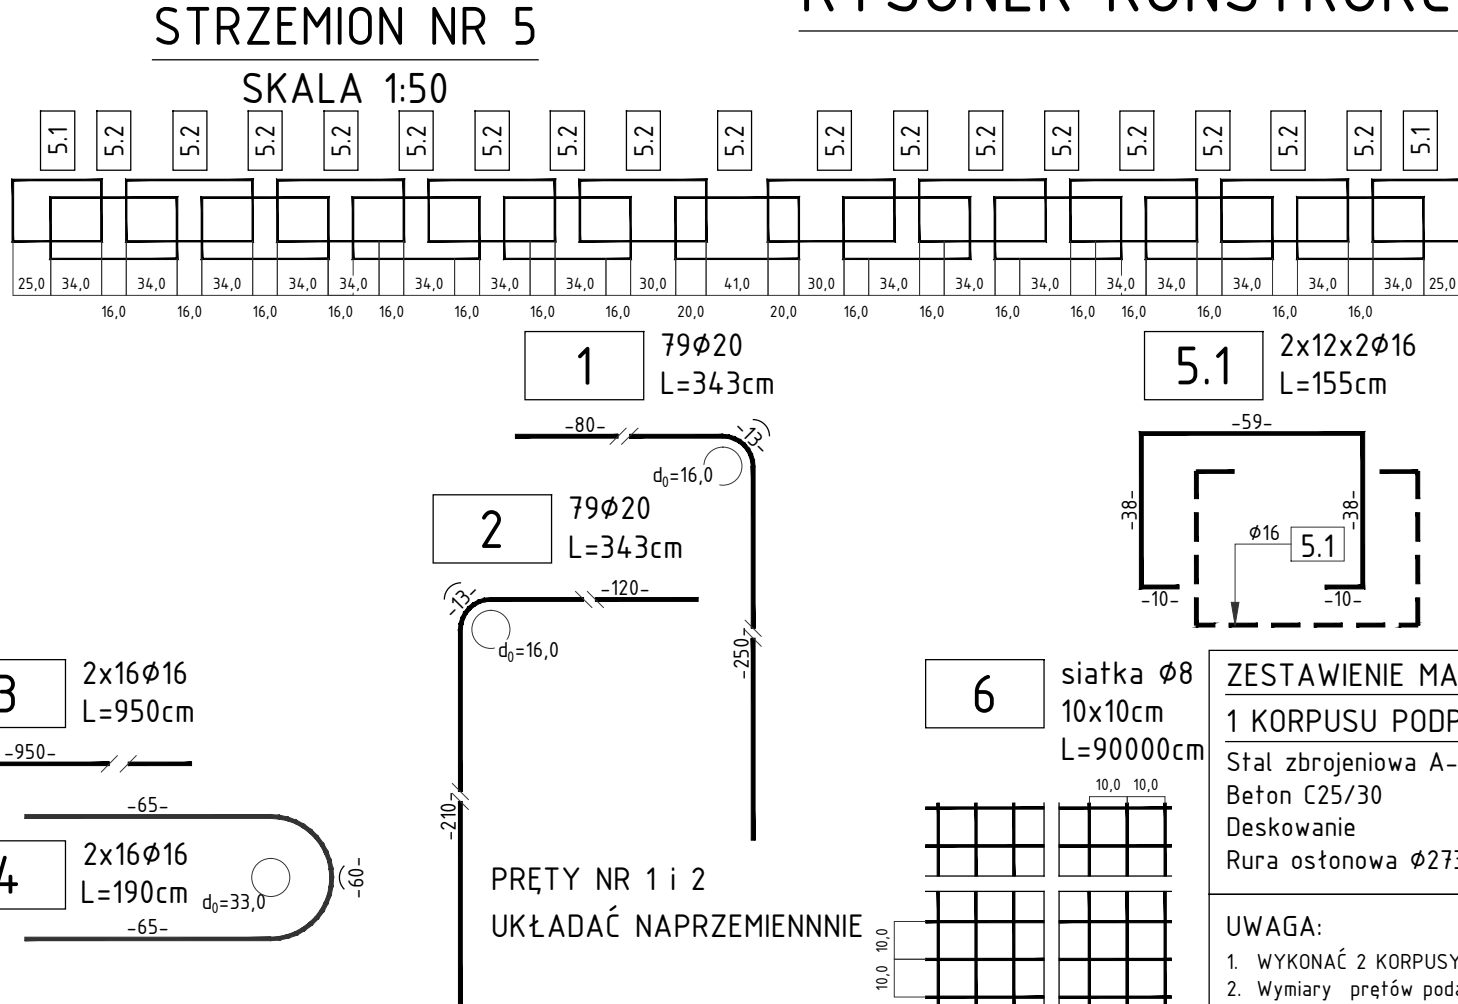 STRZEMION NR 5
SKALA 1:50
5.1 5.2 5.2 5.2 5.2 5.2 5.2 5.2 5.2 5.2 5.2 5.2 5.2 5.2 5.2 5.2 5.2 5.2 5.1
25,0 34,0 34,0 34,0 34,0 34,0 34,0 34,0 30,0 41,0 30,0 34,0 34,0 34,0 34,0 34,0 34,0 34,0 34,0 25,0
16,0 16,0 16,0 16,0 16,0 16,0 16,0 16,0 20,0 20,0 16,0 16,0 16,0 16,0 16,0 16,0 16,0 16,0
1
79Ø20
L=343cm
-80-
-13-
d₀=16,0
-250-
2
79Ø20
L=343cm
-13-
-120-
d₀=16,0
-210-
5.1
2x12x2Ø16
L=155cm
-59-
-38-
-38-
Ø16
5.1
-10-
-10-
3
2x16Ø16
L=950cm
-950-
-65-
4
2x16Ø16
L=190cm
d₀=33,0
-60-
-65-
PRĘTY NR 1 i 2
UKŁADAĆ NAPRZEMIENNNIE
6
siatka Ø8
10x10cm
L=90000cm
10,0 10,0
10,0 10,0
ZESTAWIENIE MA
1 KORPUSU PODP
Stal zbrojeniowa A-
Beton C25/30
Deskowanie
Rura osłonowa Ø273
UWAGA:
1. WYKONAĆ 2 KORPUSY
2. Wymiary prętów poda